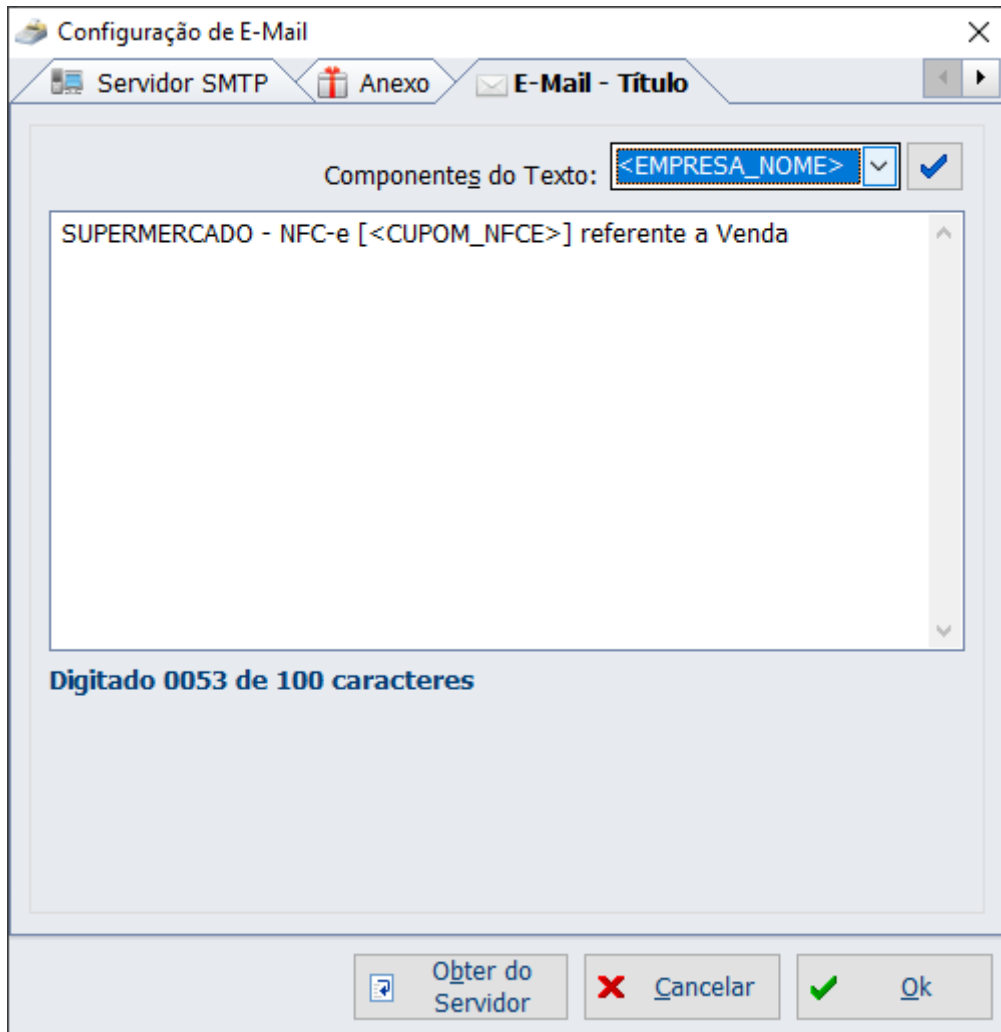 Configuração de E-Mail
Servidor SMTP Anexo E-Mail - Título
Componentes do Texto: <EMPRESA_NOME>
SUPERMERCADO - NFC-e [<CUPOM_NFCE>] referente a Venda
Digitado 0053 de 100 caracteres
Obter do
Servidor
Cancelar
Ok